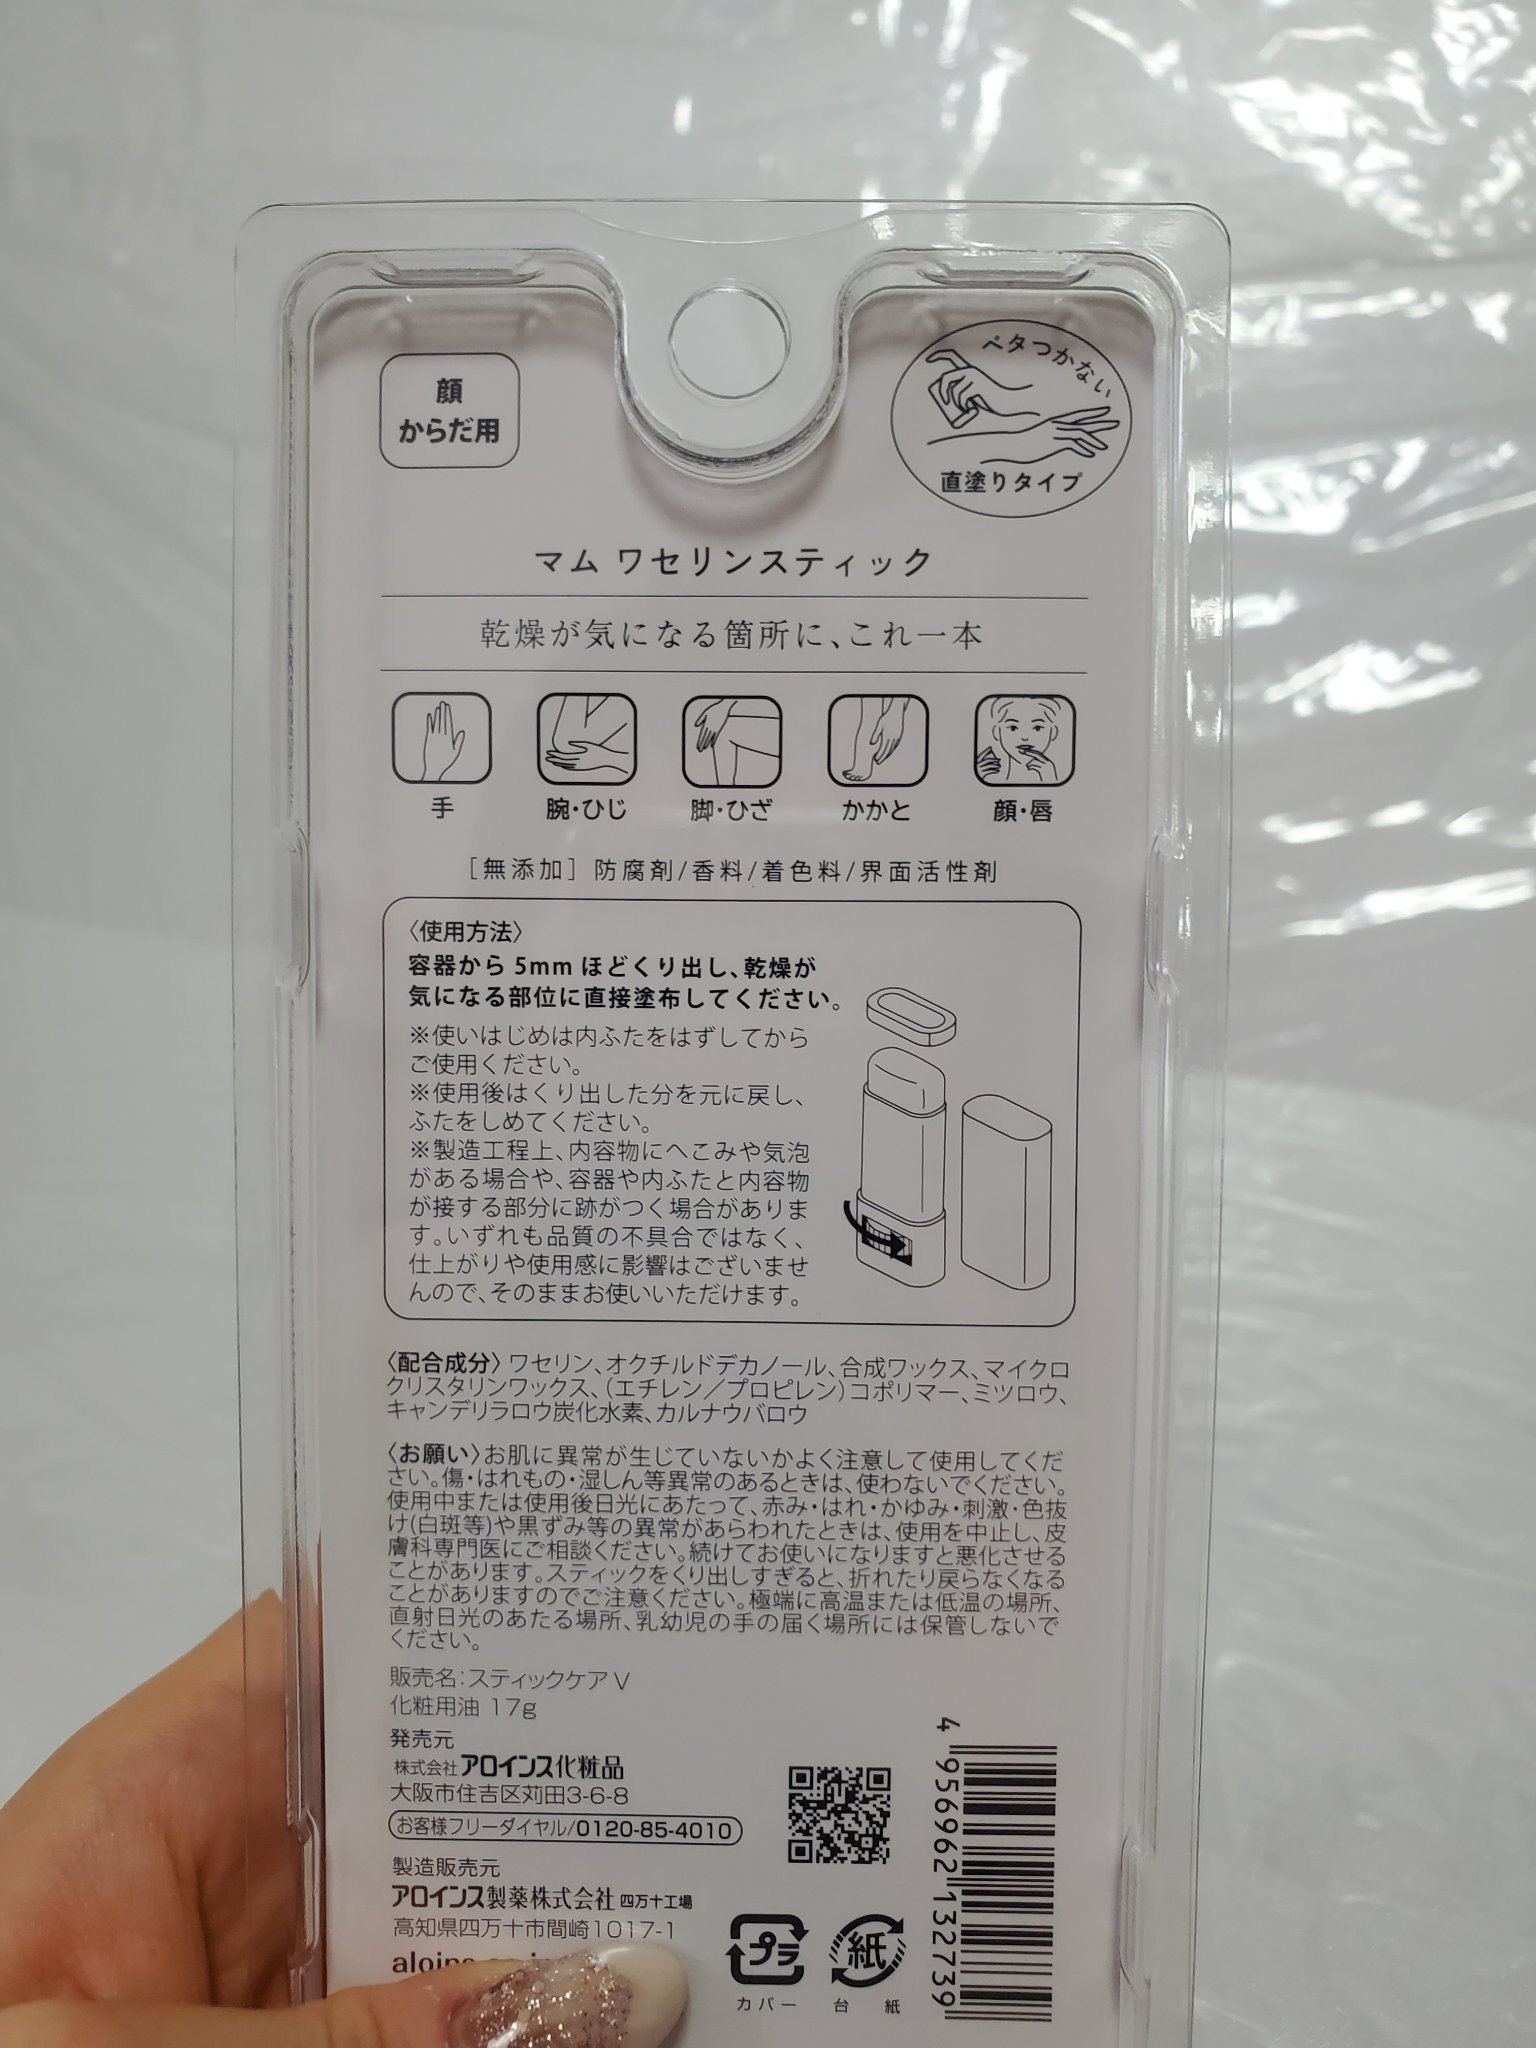 顔
からだ用
ベタつかない
直塗りタイプ
マム ワセリンスティック
乾燥が気になる箇所に、これ一本
手
腕・ひじ
脚・ひざ
かかと
顔・唇
［無添加］防腐剤/香料/着色料/界面活性剤
〈使用方法〉
容器から 5mm ほどくり出し、乾燥が
気になる部位に直接塗布してください。
※使いはじめは内ふたをはずしてから
ご使用ください。
※使用後はくり出した分を元に戻し、
ふたをしめてください。
※製造工程上、内容物にへこみや気泡
がある場合や、容器や内ふたと内容物
が接する部分に跡がつく場合がありま
す。いずれも品質の不具合ではなく、
仕上がりや使用感に影響はございませ
んので、そのままお使いいただけます。
〈配合成分〉ワセリン、オクチルドデカノール、合成ワックス、マイクロ
クリスタリンワックス、（エチレン／プロピレン）コポリマー、ミツロウ、
キャンデリラロウ炭化水素、カルナウバロウ
〈お願い〉お肌に異常が生じていないかよく注意して使用してくだ
さい。傷・はれもの・湿しん等異常のあるときは、使わないでください。
使用中または使用後日光にあたって、赤み・はれ・かゆみ・刺激・色抜
け(白斑等)や黒ずみ等の異常があらわれたときは、使用を中止し、皮
膚科専門医にご相談ください。続けてお使いになりますと悪化させる
ことがあります。スティックをくり出しすぎると、折れたり戻らなくなる
ことがありますのでご注意ください。極端に高温または低温の場所、
直射日光のあたる場所、乳幼児の手の届く場所には保管しないで
ください。
販売名：スティックケア V
化粧用油 17g
発売元
株式会社アロインス化粧品
大阪市住吉区苅田3-6-8
お客様フリーダイヤル/0120-85-4010
製造販売元
アロインス製薬株式会社 四万十工場
高知県四万十市間崎1017-1
プラ
カバー
紙
台 紙
4 956962 132739